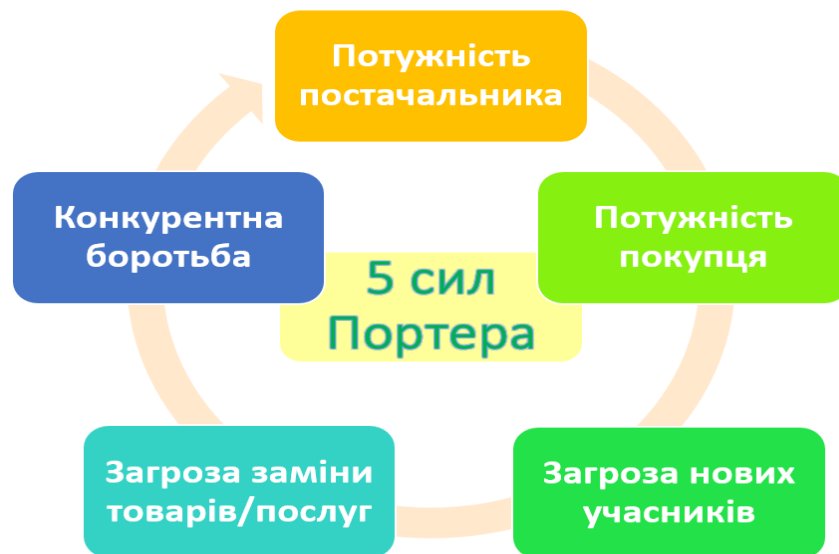 Потужність
постачальника
Потужність
покупця
Загроза нових
учасників
Загроза заміни
товарів/послуг
Конкурентна
боротьба
5 сил
Портера